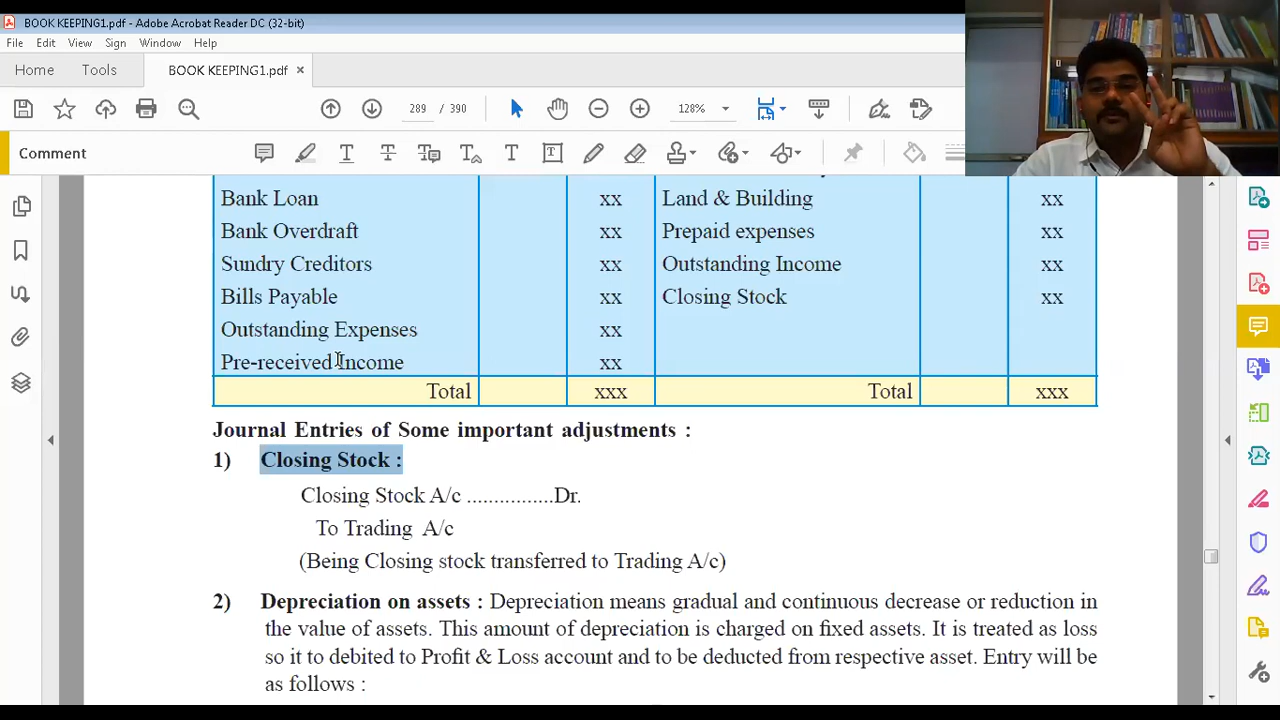 BOOK KEEPING1.pdf - Adobe Acrobat Reader DC (32-bit)
File Edit View Sign Window Help
Home Tools BOOK KEEPING1.pdf ×
289 / 390 128%
Comment
Bank Loan xx Land & Building xx
Bank Overdraft xx Prepaid expenses xx
Sundry Creditors xx Outstanding Income xx
Bills Payable xx Closing Stock xx
Outstanding Expenses xx
Pre-received Income xx
Total xxx Total xxx
Journal Entries of Some important adjustments :
1) Closing Stock :
Closing Stock A/c ................Dr.
To Trading A/c
(Being Closing stock transferred to Trading A/c)
2) Depreciation on assets : Depreciation means gradual and continuous decrease or reduction in
the value of assets. This amount of depreciation is charged on fixed assets. It is treated as loss
so it to debited to Profit & Loss account and to be deducted from respective asset. Entry will be
as follows :